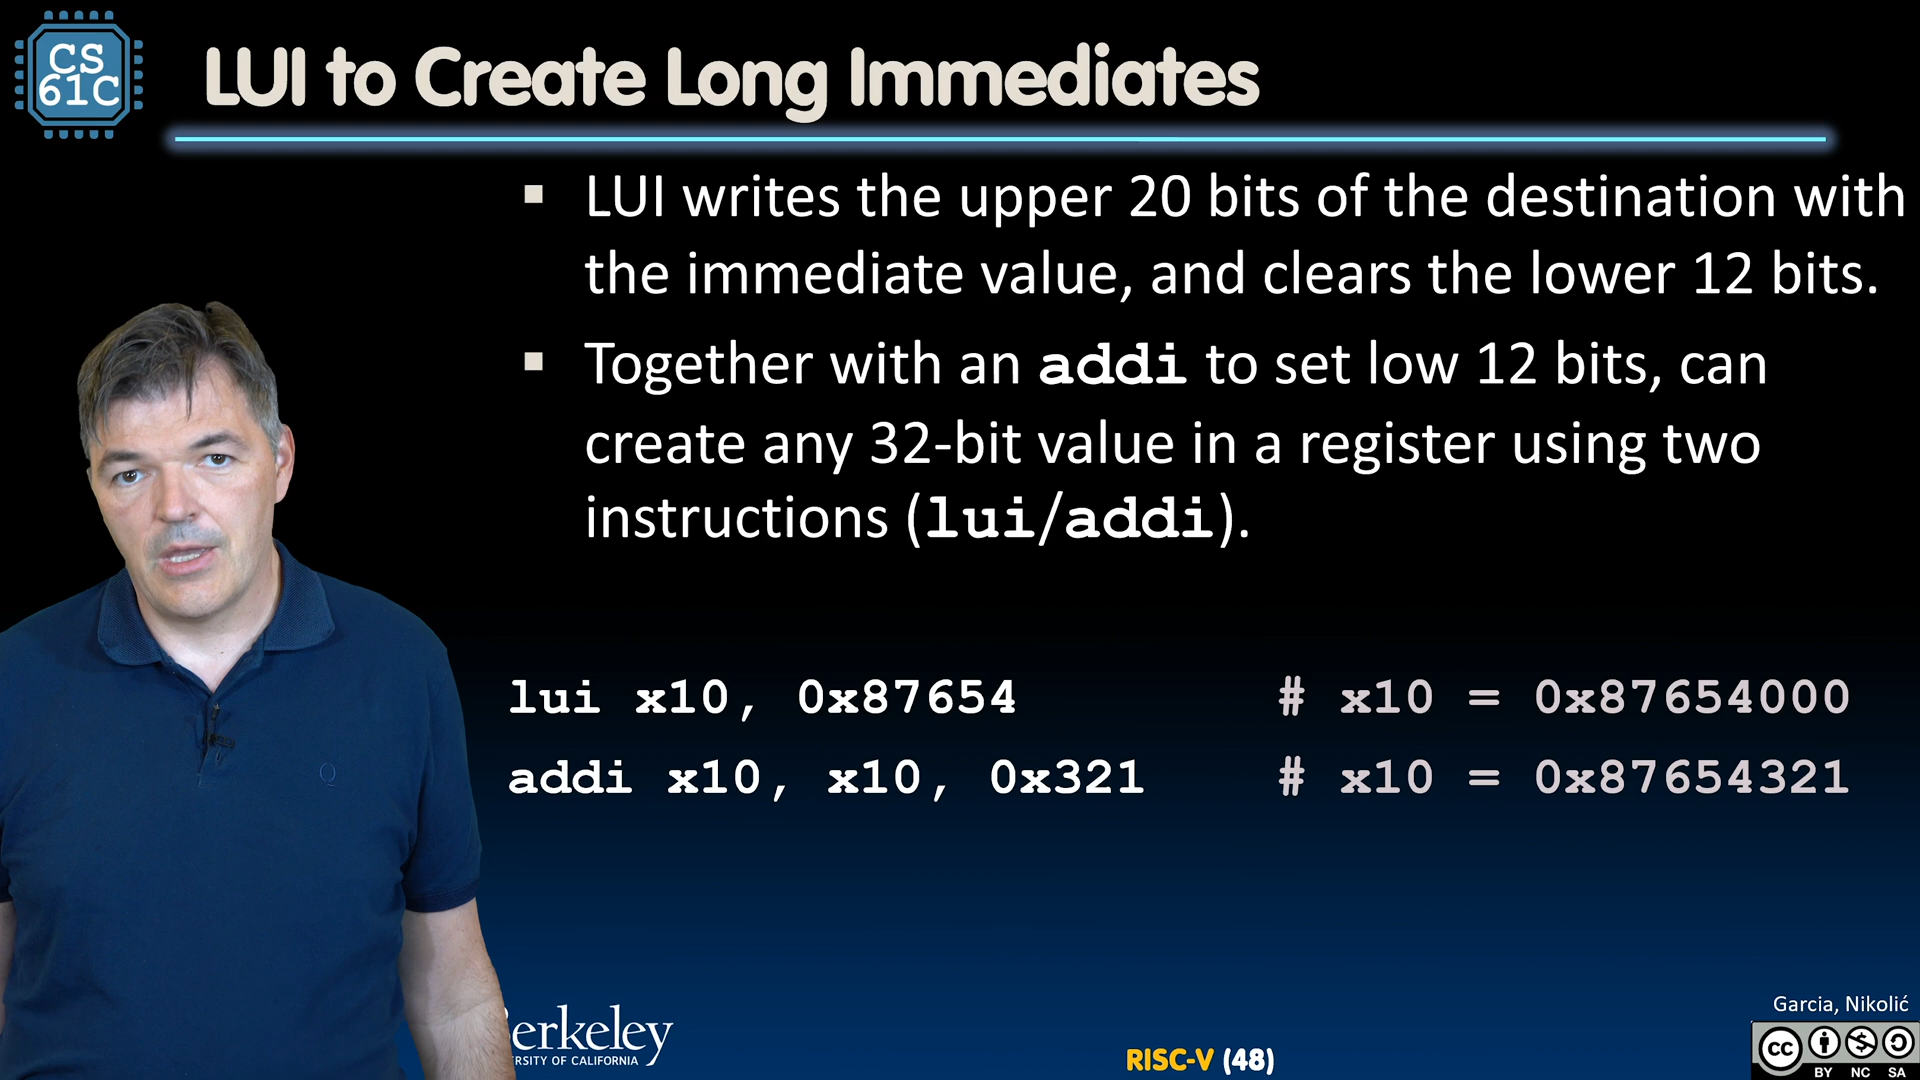 CS
61C
LUI to Create Long Immediates
▪ LUI writes the upper 20 bits of the destination with
the immediate value, and clears the lower 12 bits.
▪ Together with an addi to set low 12 bits, can
create any 32-bit value in a register using two
instructions (lui/addi).
lui x10, 0x87654 # x10 = 0x87654000
addi x10, x10, 0x321 # x10 = 0x87654321
Berkeley
UNIVERSITY OF CALIFORNIA
RISC-V (48)
Garcia, Nikolić
cc
BY NC SA